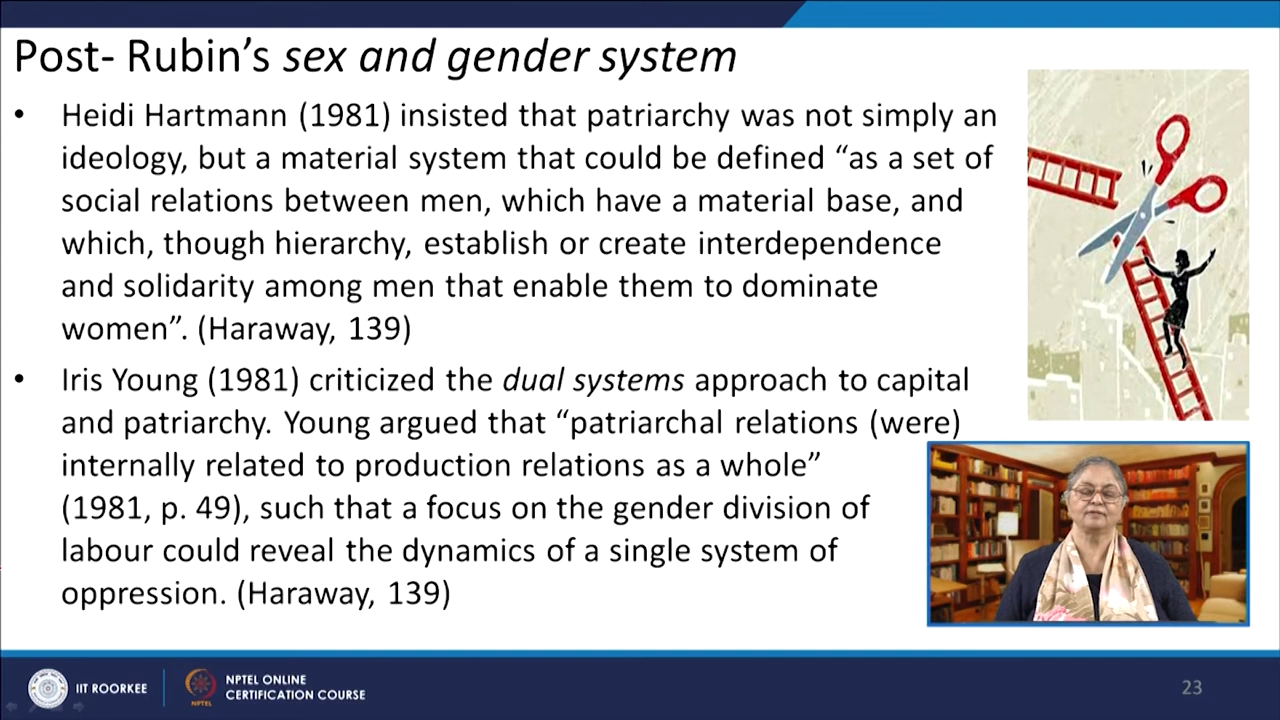 Post- Rubin's sex and gender system
• Heidi Hartmann (1981) insisted that patriarchy was not simply an
ideology, but a material system that could be defined “as a set of
social relations between men, which have a material base, and
which, though hierarchy, establish or create interdependence
and solidarity among men that enable them to dominate
women”. (Haraway, 139)
• Iris Young (1981) criticized the dual systems approach to capital
and patriarchy. Young argued that “patriarchal relations (were)
internally related to production relations as a whole”
(1981, p. 49), such that a focus on the gender division of
labour could reveal the dynamics of a single system of
oppression. (Haraway, 139)
IIT ROORKEE
NPTEL
NPTEL ONLINE
CERTIFICATION COURSE
23